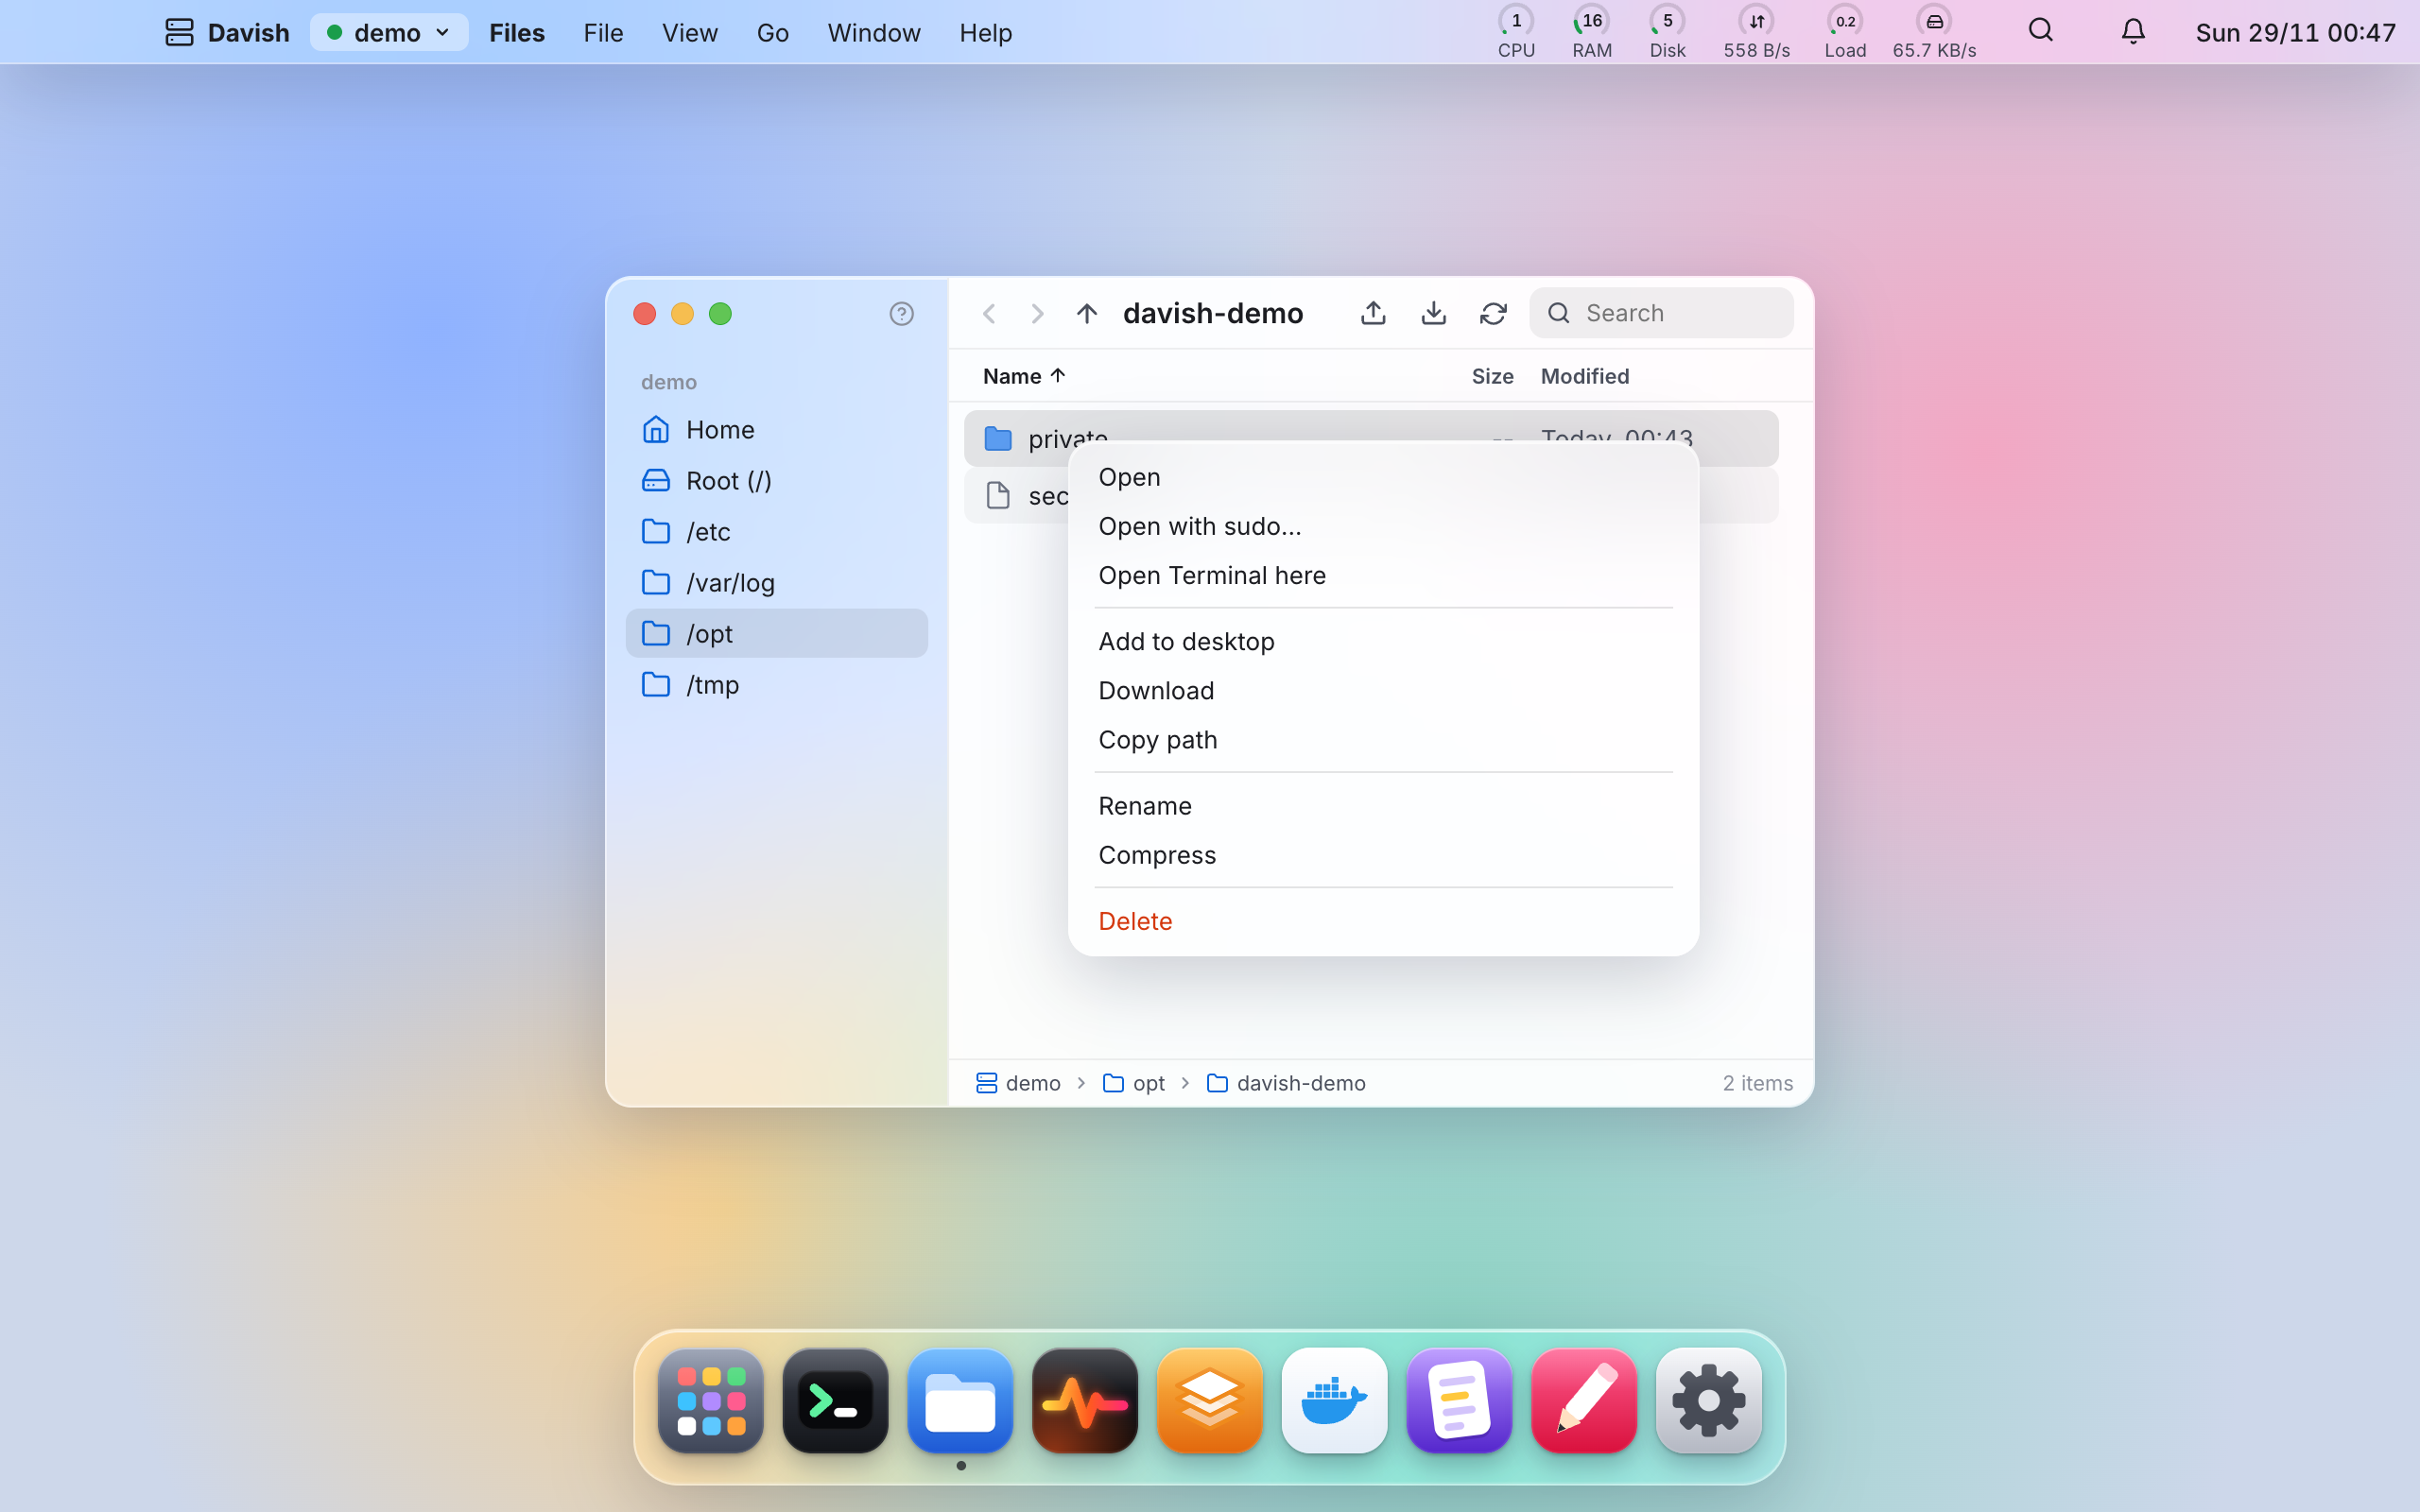 Davish demo Files File View Go Window Help
1 16 5 0.2
CPU RAM Disk 558 B/s Load 65.7 KB/s
Sun 29/11 00:47
davish-demo
Search
demo
Home
Root (/)
/etc
/var/log
/opt
/tmp
Name Size Modified
private -- Today, 00:43
sec
Open
Open with sudo...
Open Terminal here
Add to desktop
Download
Copy path
Rename
Compress
Delete
demo opt davish-demo
2 items